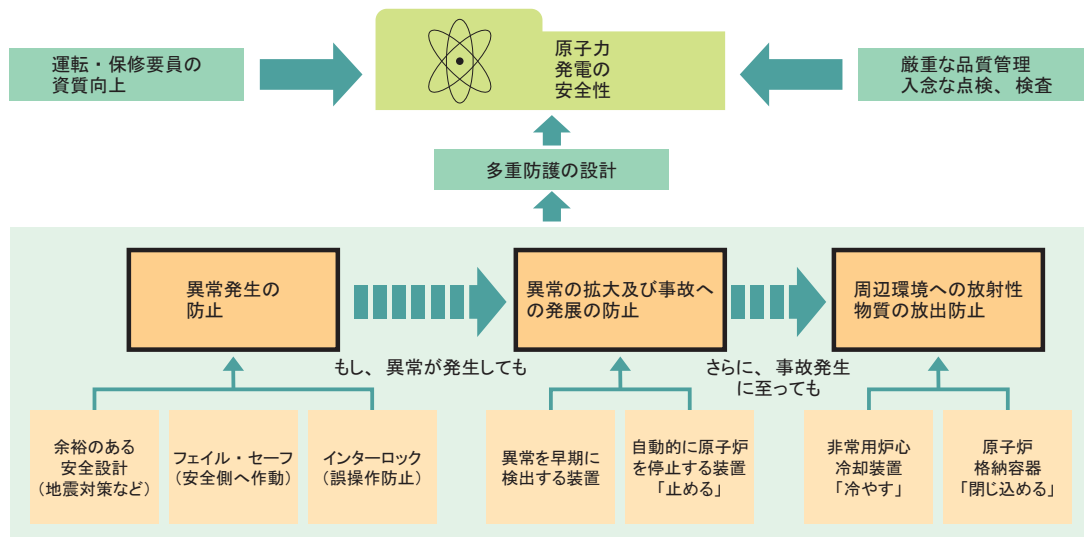 運転・保修要員の
資質向上
原子力
発電の
安全性
厳重な品質管理
入念な点検、検査
多重防護の設計
異常発生の
防止
もし、異常が発生しても
異常の拡大及び事故へ
の発展の防止
さらに、事故発生
に至っても
周辺環境への放射性
物質の放出防止
余裕のある
安全設計
(地震対策など)
フェイル・セーフ
(安全側へ作動)
インターロック
(誤操作防止)
異常を早期に
検出する装置
自動的に原子炉
を停止する装置
「止める」
非常用炉心
冷却装置
「冷やす」
原子炉
格納容器
「閉じ込める」